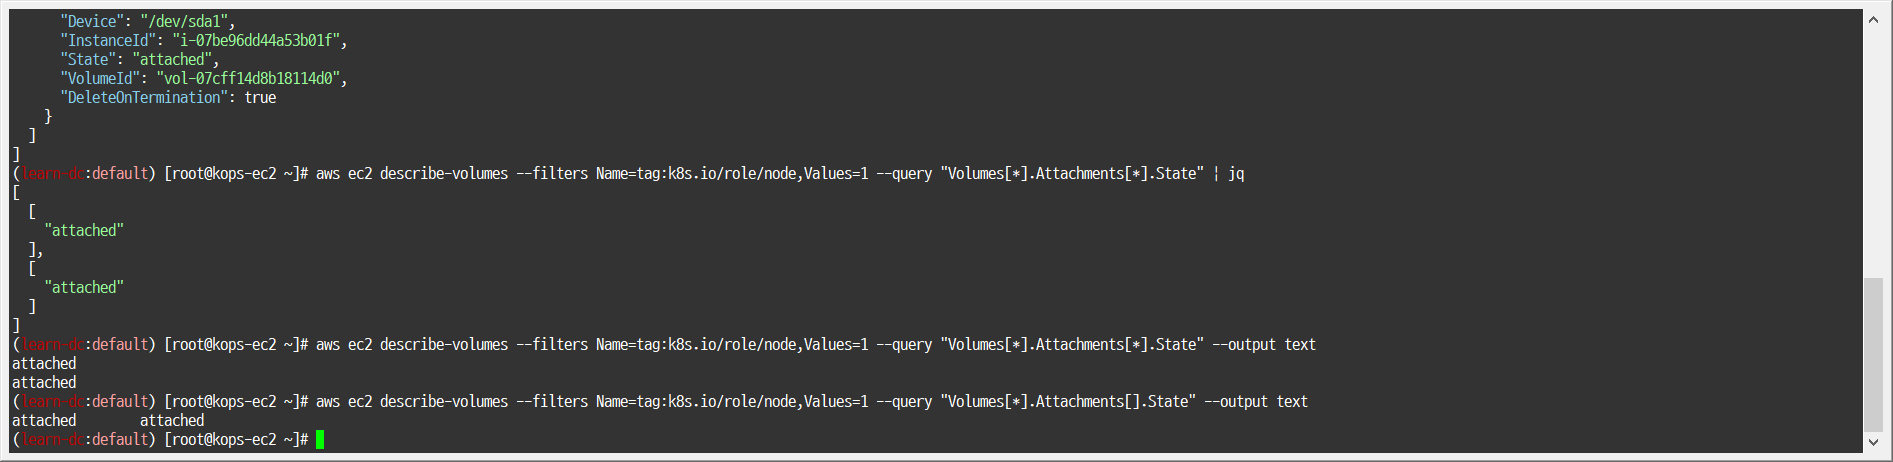 "Device": "/dev/sda1",
"InstanceId": "i-07be96dd44a53b01f",
"State": "attached",
"VolumeId": "vol-07cff14d8b18114d0",
"DeleteOnTermination": true
}
]
]
(learn-dc:default) [root@kops-ec2 ~]# aws ec2 describe-volumes --filters Name=tag:k8s.io/role/node,Values=1 --query "Volumes[*].Attachments[*].State" | jq
[
[
"attached"
],
[
"attached"
]
]
(learn-dc:default) [root@kops-ec2 ~]# aws ec2 describe-volumes --filters Name=tag:k8s.io/role/node,Values=1 --query "Volumes[*].Attachments[*].State" --output text
attached
attached
(learn-dc:default) [root@kops-ec2 ~]# aws ec2 describe-volumes --filters Name=tag:k8s.io/role/node,Values=1 --query "Volumes[*].Attachments[].State" --output text
attached        attached
(learn-dc:default) [root@kops-ec2 ~]#